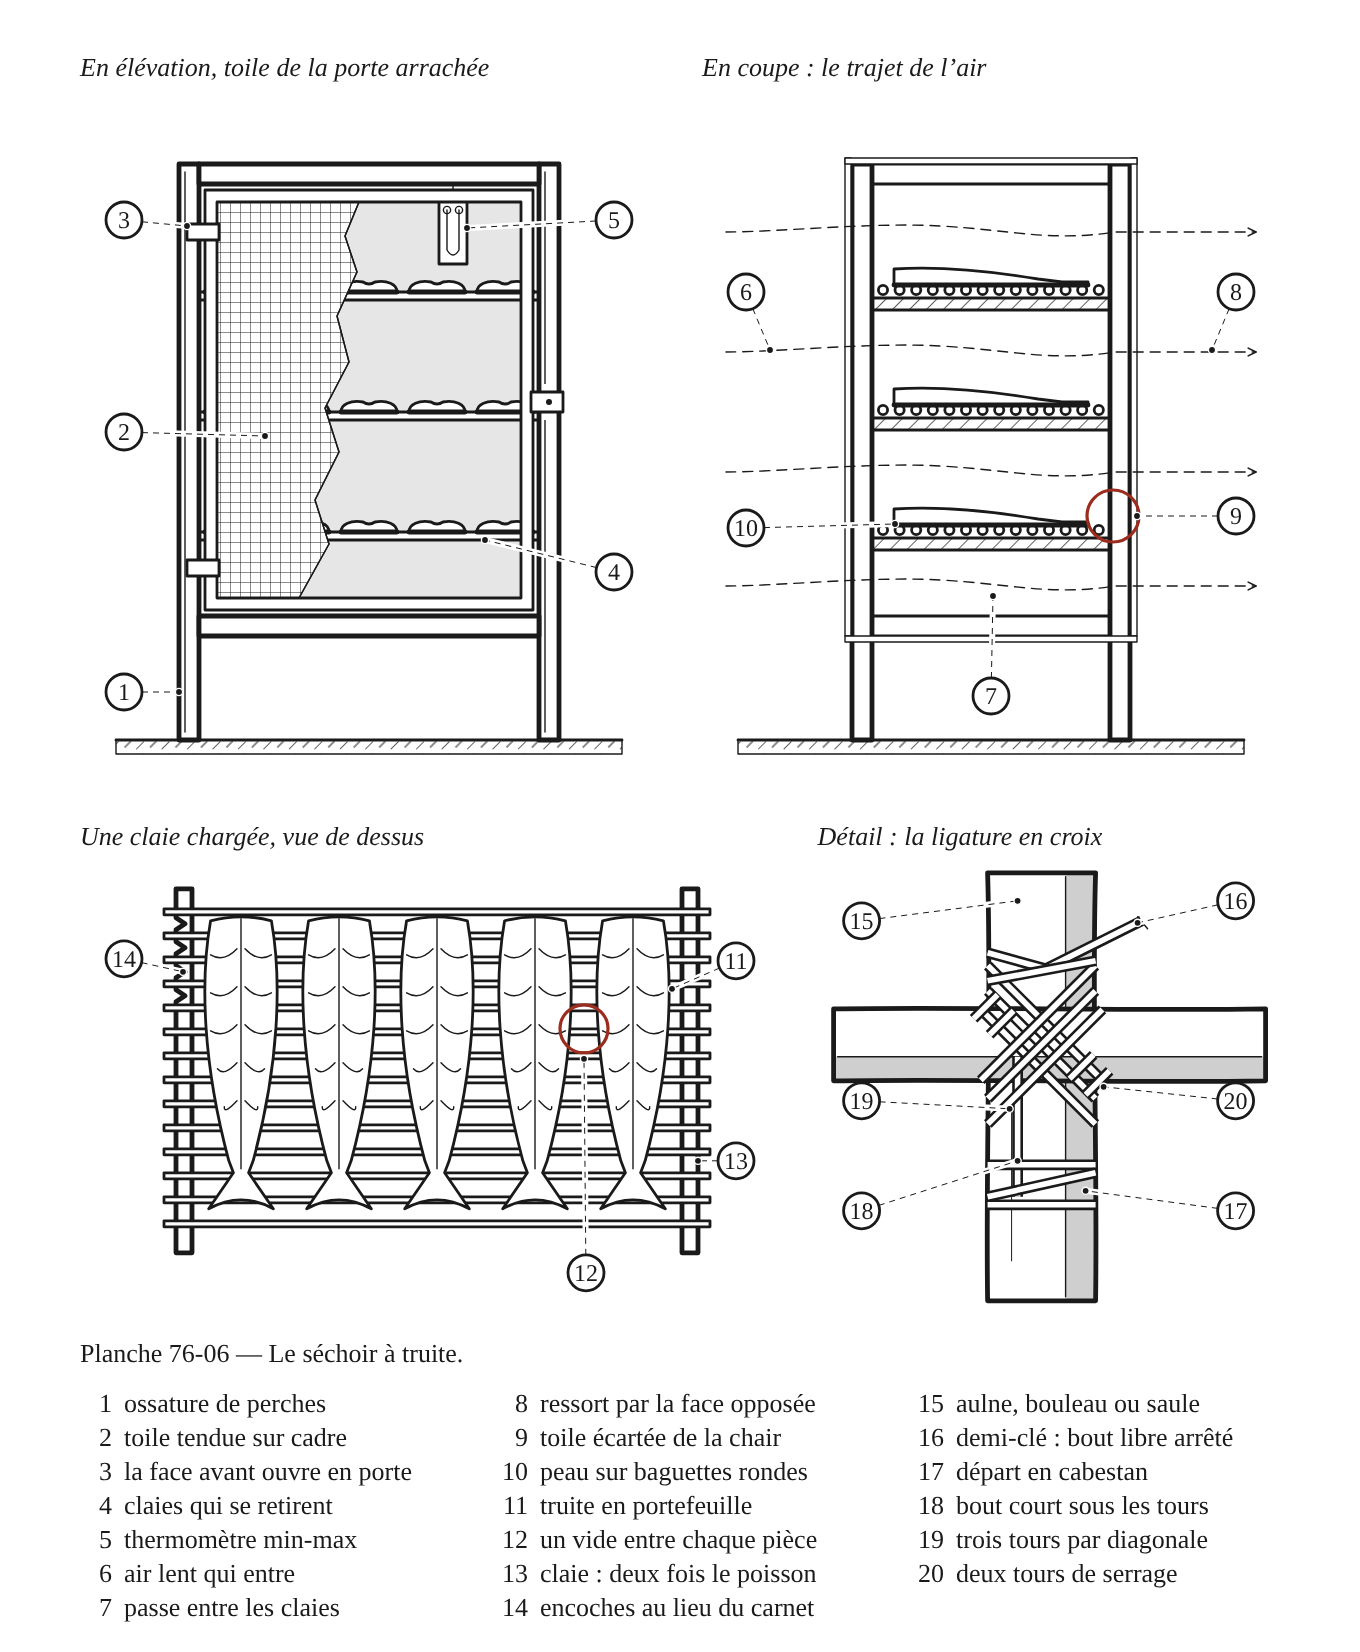 En élévation, toile de la porte arrachée
En coupe : le trajet de l’air
3
5
6
8
2
10
9
4
1
7
Une claie chargée, vue de dessus
Détail : la ligature en croix
14
11
13
12
15
16
19
20
18
17
Planche 76-06 — Le séchoir à truite.
1 ossature de perches
2 toile tendue sur cadre
3 la face avant ouvre en porte
4 claies qui se retirent
5 thermomètre min-max
6 air lent qui entre
7 passe entre les claies
8 ressort par la face opposée
9 toile écartée de la chair
10 peau sur baguettes rondes
11 truite en portefeuille
12 un vide entre chaque pièce
13 claie : deux fois le poisson
14 encoches au lieu du carnet
15 aulne, bouleau ou saule
16 demi-clé : bout libre arrêté
17 départ en cabestan
18 bout court sous les tours
19 trois tours par diagonale
20 deux tours de serrage